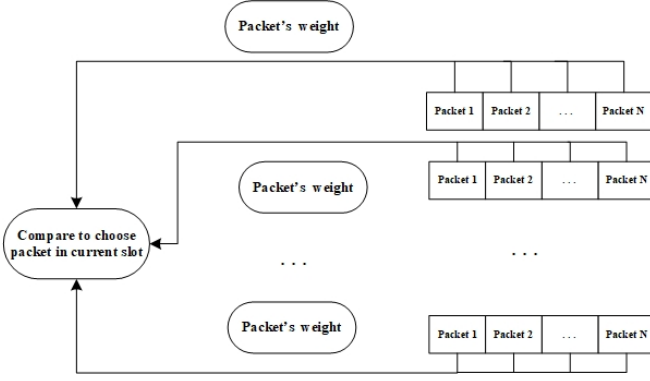 Packet's weight
Packet 1 Packet 2 ... Packet N
Packet's weight
Packet 1 Packet 2 ... Packet N
Compare to choose
packet in current slot
...
...
Packet's weight
Packet 1 Packet 2 ... Packet N